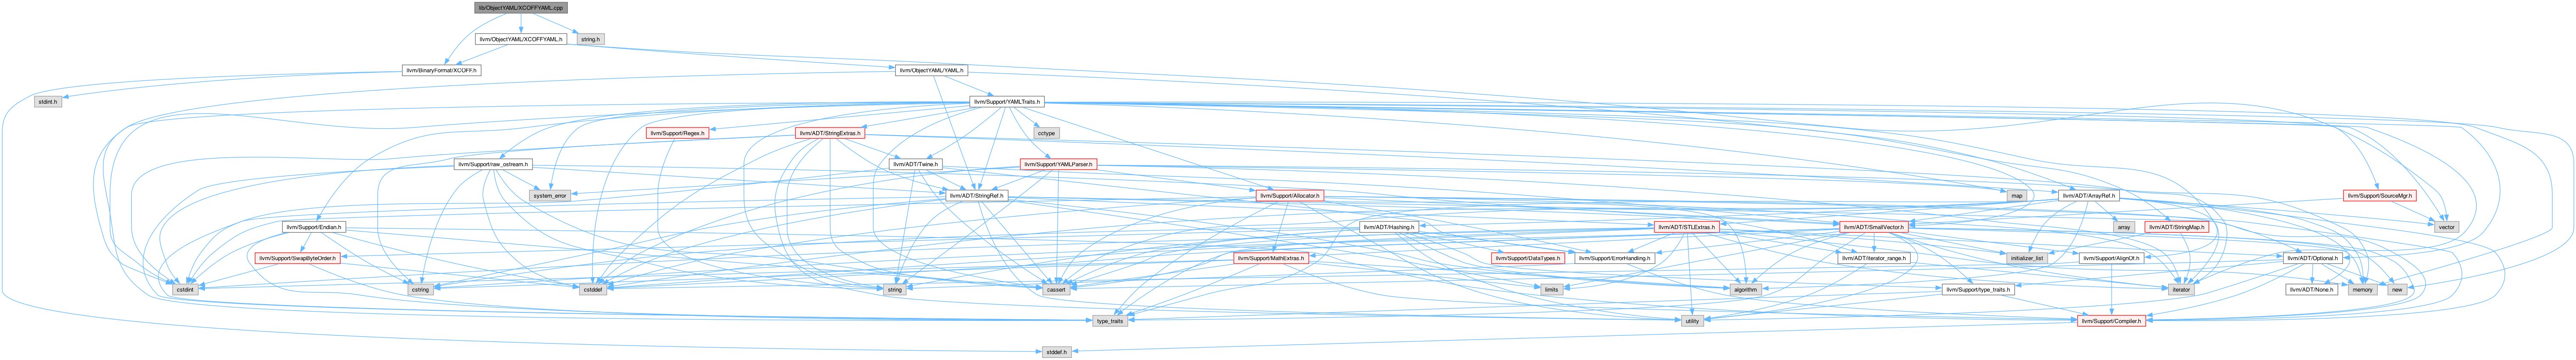 lib/ObjectYAML/XCOFFYAML.cpp
llvm/ObjectYAML/XCOFFYAML.h
string.h
llvm/BinaryFormat/XCOFF.h
llvm/ObjectYAML/YAML.h
stdint.h
llvm/Support/YAMLTraits.h
llvm/Support/Regex.h
llvm/ADT/StringExtras.h
cctype
llvm/Support/raw_ostream.h
llvm/ADT/Twine.h
llvm/Support/YAMLParser.h
system_error
llvm/ADT/StringRef.h
llvm/Support/Allocator.h
map
llvm/ADT/ArrayRef.h
llvm/Support/SourceMgr.h
llvm/Support/Endian.h
llvm/ADT/Hashing.h
llvm/ADT/STLExtras.h
llvm/ADT/SmallVector.h
array
llvm/ADT/StringMap.h
vector
llvm/Support/SwapByteOrder.h
llvm/Support/MathExtras.h
llvm/Support/DataTypes.h
llvm/Support/ErrorHandling.h
llvm/ADT/iterator_range.h
initializer_list
llvm/Support/AlignOf.h
llvm/ADT/Optional.h
cstdint
cstring
cstddef
string
cassert
limits
algorithm
llvm/Support/type_traits.h
iterator
llvm/ADT/None.h
memory
new
type_traits
utility
llvm/Support/Compiler.h
stddef.h